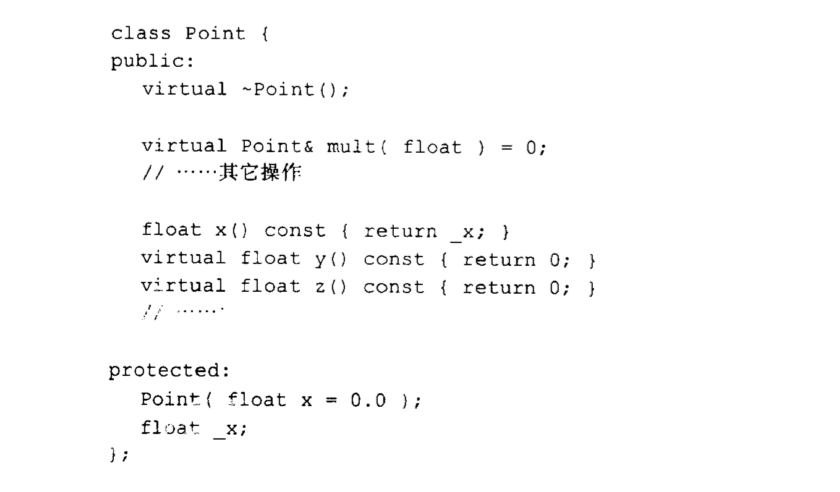 class Point {
public:
virtual ~Point();
virtual Point& mult( float ) = 0;
// ……其它操作
float x() const { return _x; }
virtual float y() const { return 0; }
virtual float z() const { return 0; }
// ……
protected:
Point( float x = 0.0 );
float _x;
};